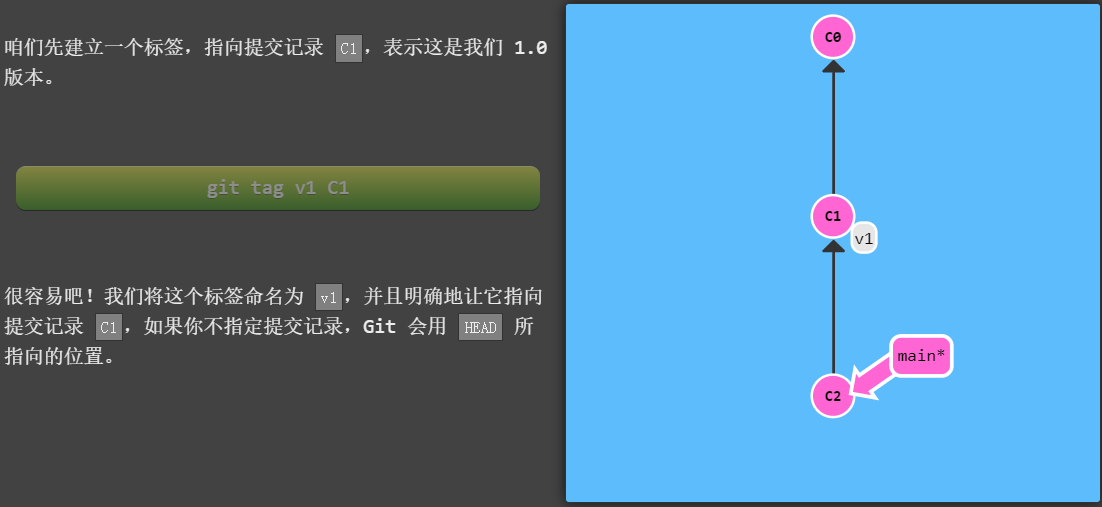 咱们先建立一个标签，指向提交记录 C1，表示这是我们 1.0
版本。
git tag v1 C1
很容易吧！我们将这个标签命名为 v1，并且明确地让它指向
提交记录 C1，如果你不指定提交记录，Git 会用 HEAD 所
指向的位置。
C0
C1
v1
main*
C2